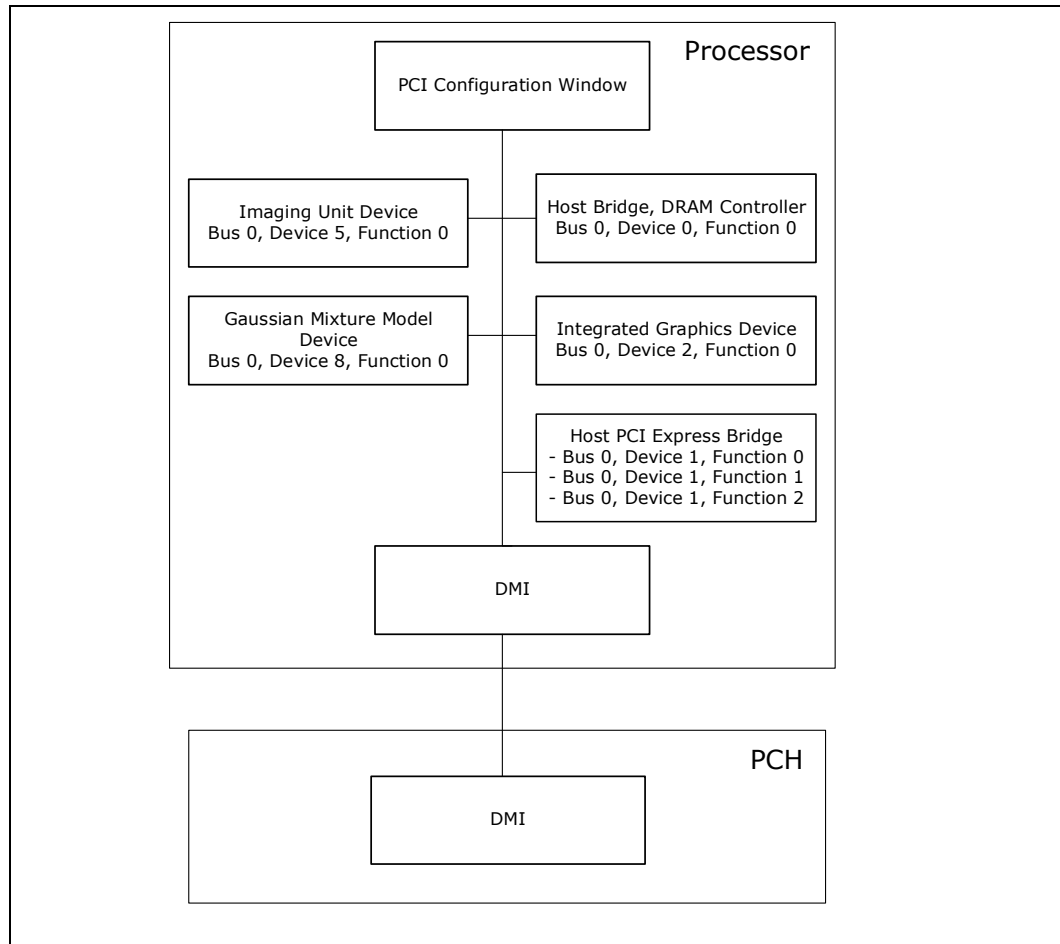 Processor
PCI Configuration Window
Imaging Unit Device
Bus 0, Device 5, Function 0
Host Bridge, DRAM Controller
Bus 0, Device 0, Function 0
Gaussian Mixture Model
Device
Bus 0, Device 8, Function 0
Integrated Graphics Device
Bus 0, Device 2, Function 0
Host PCI Express Bridge
- Bus 0, Device 1, Function 0
- Bus 0, Device 1, Function 1
- Bus 0, Device 1, Function 2
DMI
PCH
DMI